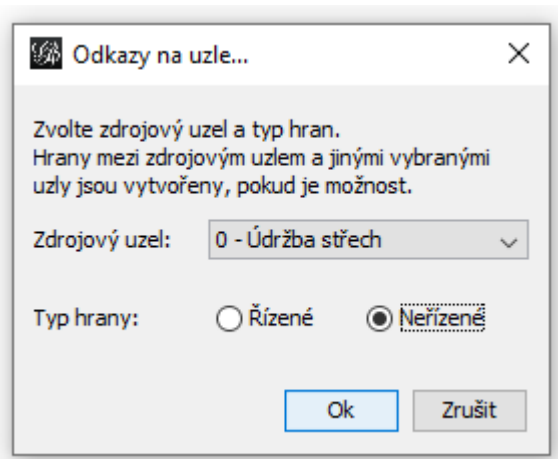 Odkazy na uzle...
Zvolte zdrojový uzel a typ hran.
Hrany mezi zdrojovým uzlem a jinými vybranými
uzly jsou vytvořeny, pokud je možnost.
Zdrojový uzel: 0 - Údržba střech
Typ hrany: Řízené Neřízené
Ok Zrušit